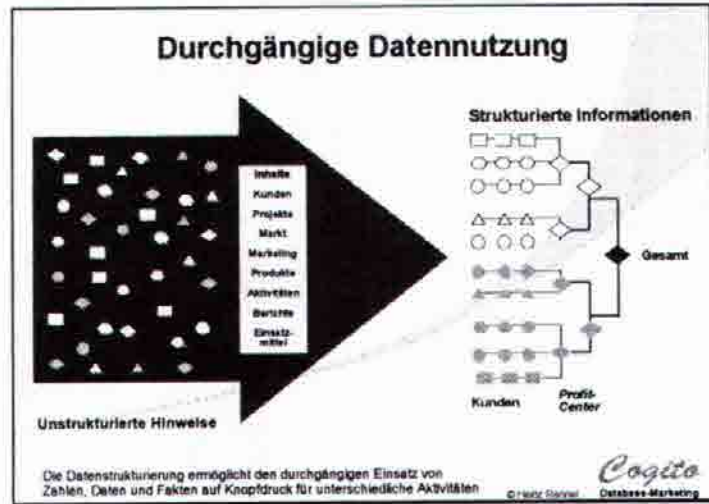 Durchgängige Datennutzung
Strukturierte Informationen
Inhalte
Kunden
Projekte
Markt
Marketing
Produkte
Aktivitäten
Berichte
Einsatz-
mittel
Gesamt
Kunden
Profit-
Center
Unstrukturierte Hinweise
Die Datenstrukturierung ermöglicht den durchgängigen Einsatz von
Zahlen, Daten und Fakten auf Knopfdruck für unterschiedliche Aktivitäten
© Heinz
Cogito
Database-Marketing